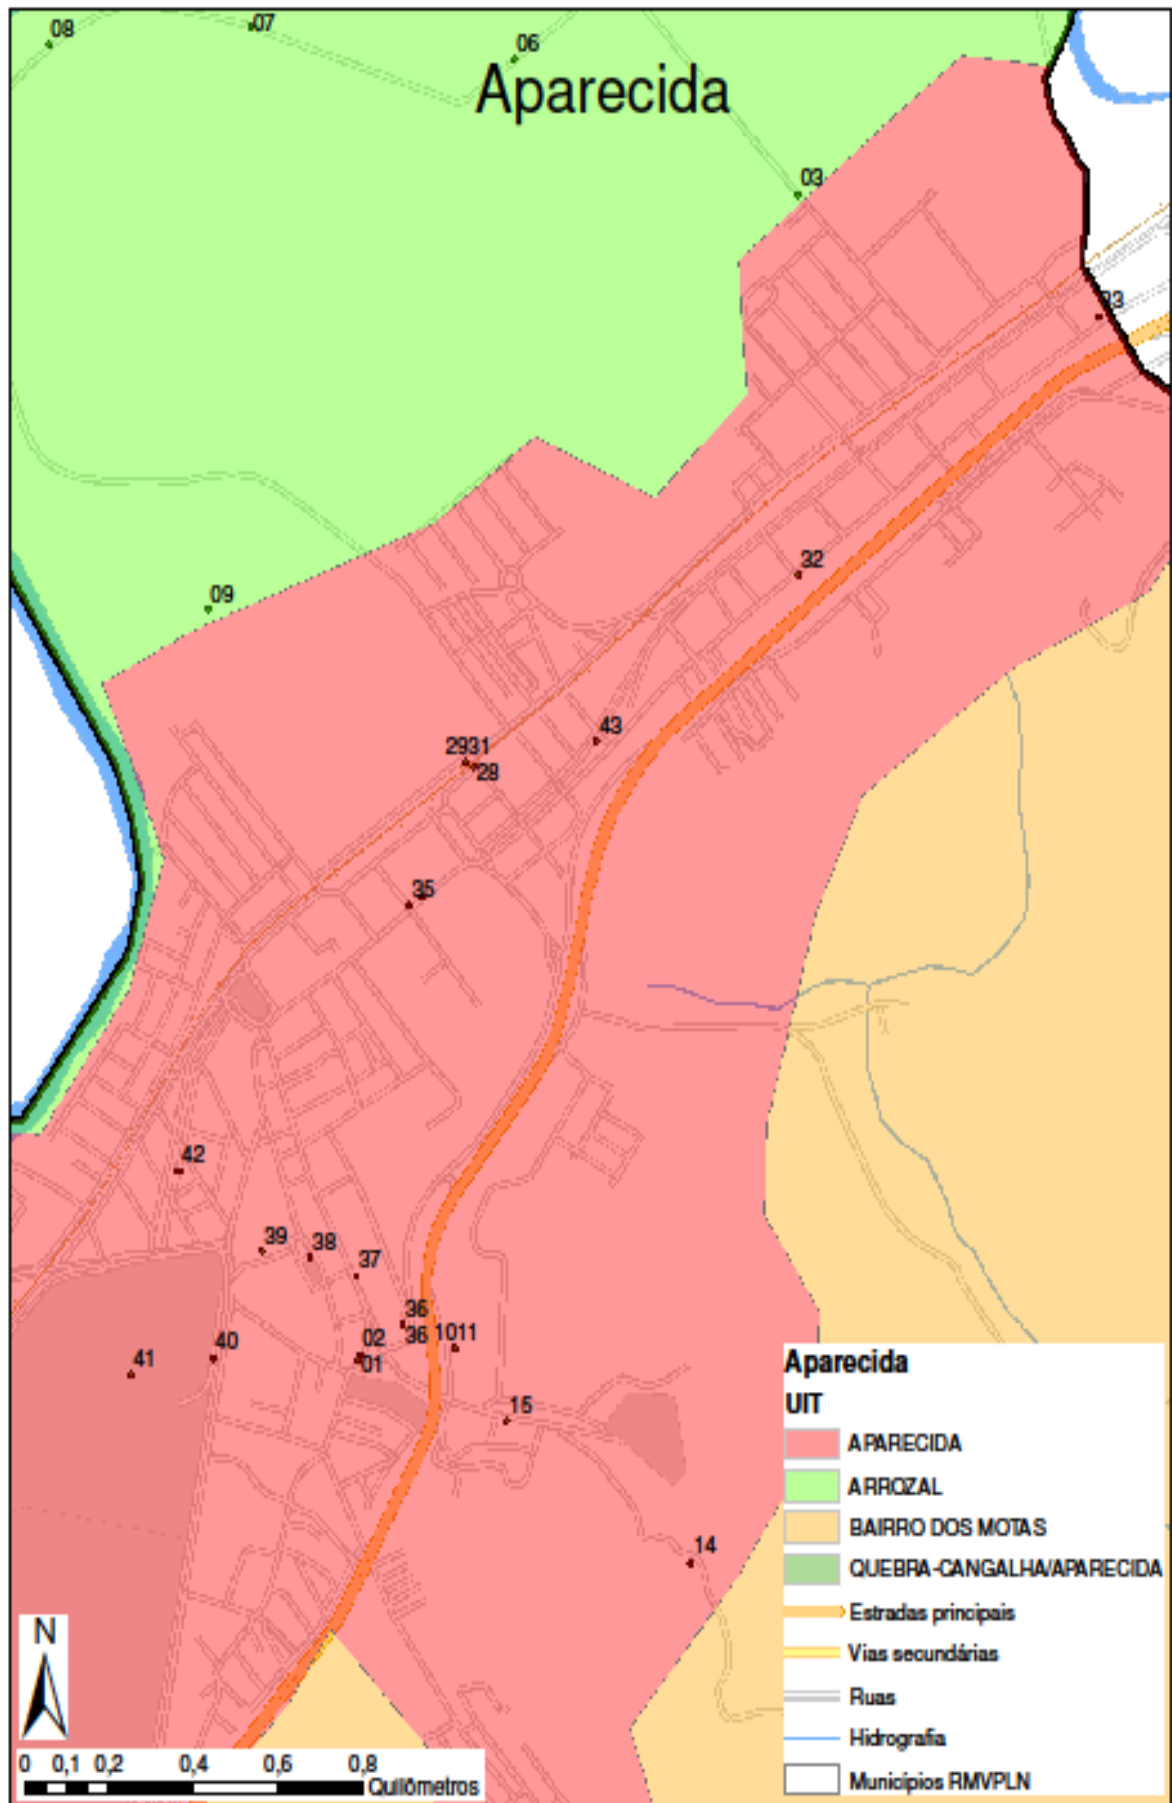 08
07
06
Aparecida
03
33
32
09
43
2931
28
35
42
39
38
37
36
36
1011
02
01
40
41
15
14
Aparecida
UIT
APARECIDA
ARROZAL
BAIRRO DOS MOTAS
QUEBRA-CANGALHA/APARECIDA
Estradas principais
Vias secundárias
Ruas
Hidrografia
Municípios RMVPLN
N
0 0,1 0,2 0,4 0,6 0,8
Quilômetros